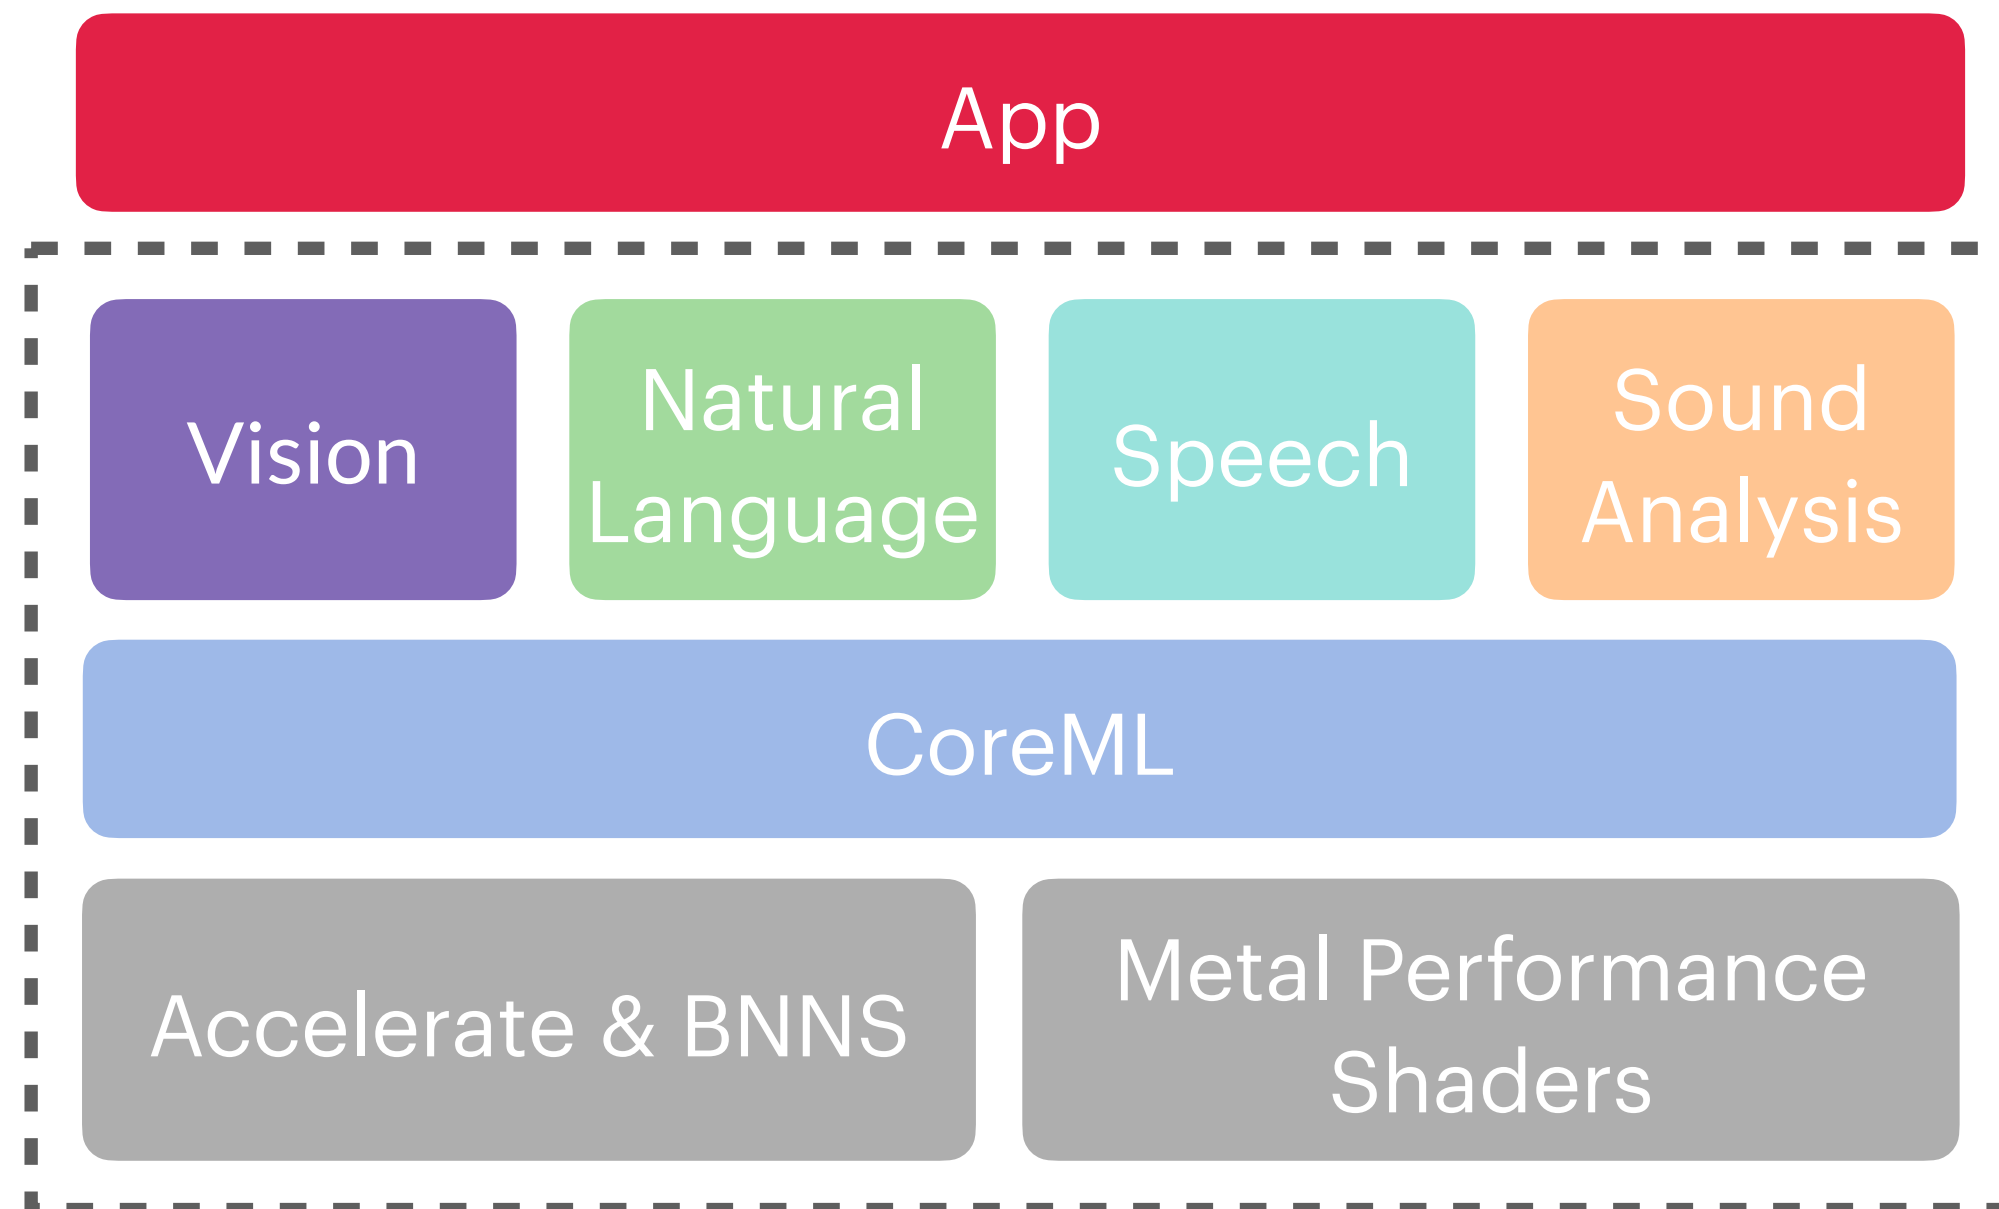 App
Vision
Natural
Language
Speech
Sound
Analysis
CoreML
Accelerate & BNNS
Metal Performance
Shaders